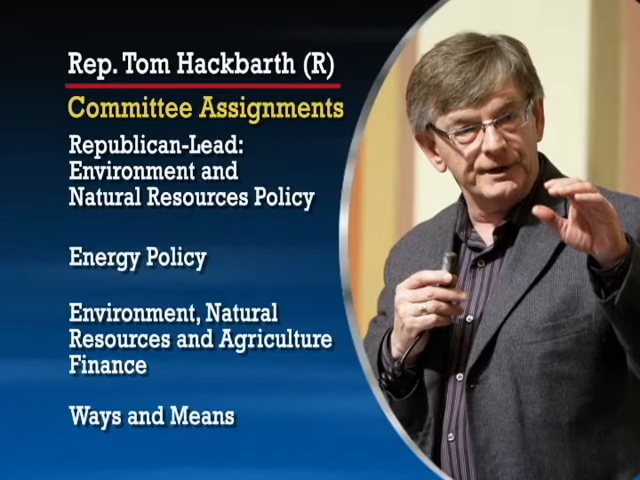 Rep. Tom Hackbarth (R)
Committee Assignments
Republican-Lead:
Environment and
Natural Resources Policy
Energy Policy
Environment, Natural
Resources and Agriculture
Finance
Ways and Means